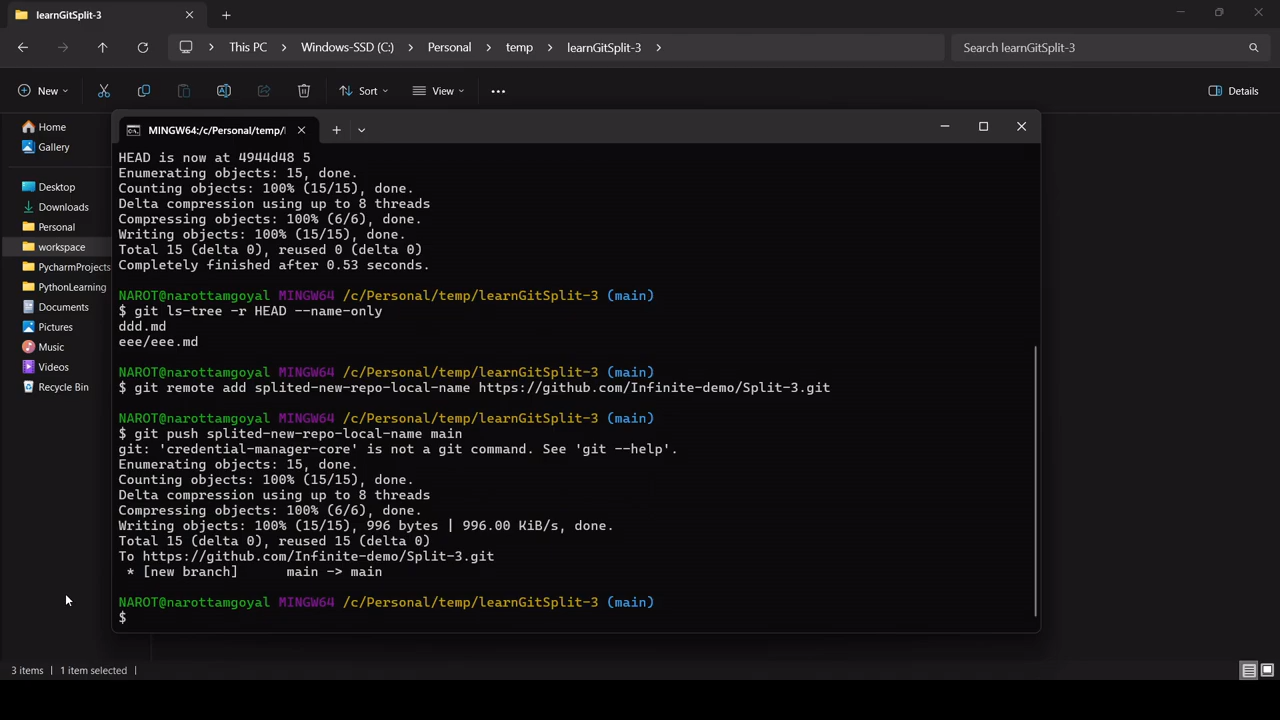 learnGitSplit-3
This PC > Windows-SSD (C:) > Personal > temp > learnGitSplit-3 >
Search learnGitSplit-3
New
Sort
View
Details
Home
Gallery
Desktop
Downloads
Personal
workspace
PycharmProjects
PythonLearning
Documents
Pictures
Music
Videos
Recycle Bin
MINGW64:/c/Personal/temp/l
HEAD is now at 4944d48 5
Enumerating objects: 15, done.
Counting objects: 100% (15/15), done.
Delta compression using up to 8 threads
Compressing objects: 100% (6/6), done.
Writing objects: 100% (15/15), done.
Total 15 (delta 0), reused 0 (delta 0)
Completely finished after 0.53 seconds.
NAROT@narottamgoyal MINGW64 /c/Personal/temp/learnGitSplit-3 (main)
$ git ls-tree -r HEAD --name-only
ddd.md
eee/eee.md
NAROT@narottamgoyal MINGW64 /c/Personal/temp/learnGitSplit-3 (main)
$ git remote add splited-new-repo-local-name https://github.com/Infinite-demo/Split-3.git
NAROT@narottamgoyal MINGW64 /c/Personal/temp/learnGitSplit-3 (main)
$ git push splited-new-repo-local-name main
git: 'credential-manager-core' is not a git command. See 'git --help'.
Enumerating objects: 15, done.
Counting objects: 100% (15/15), done.
Delta compression using up to 8 threads
Compressing objects: 100% (6/6), done.
Writing objects: 100% (15/15), 996 bytes | 996.00 KiB/s, done.
Total 15 (delta 0), reused 15 (delta 0)
To https://github.com/Infinite-demo/Split-3.git
* [new branch] main -> main
NAROT@narottamgoyal MINGW64 /c/Personal/temp/learnGitSplit-3 (main)
$
3 items | 1 item selected |